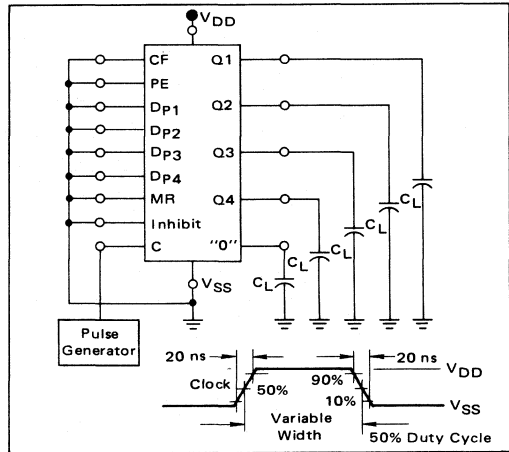 VDD
CF Q1
PE
DP1 Q2
DP2
DP3 Q3
DP4
MR Q4
Inhibit
C "0"
CL CL CL CL CL
VSS
Pulse
Generator
20 ns 20 ns
VDD
Clock 50% 90%
10%
VSS
Variable
Width
50% Duty Cycle